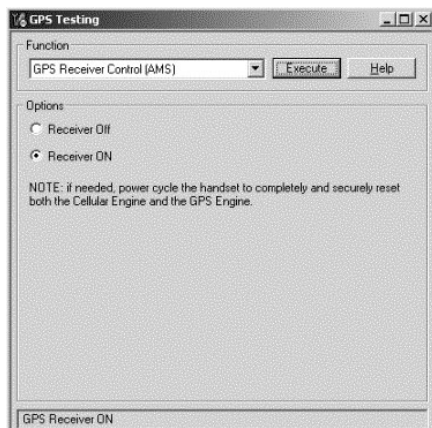 GPS Testing
Function
GPS Receiver Control (AMS)
Execute
Help
Options
Receiver Off
Receiver ON
NOTE: if needed, power cycle the handset to completely and securely reset
both the Cellular Engine and the GPS Engine.
GPS Receiver ON